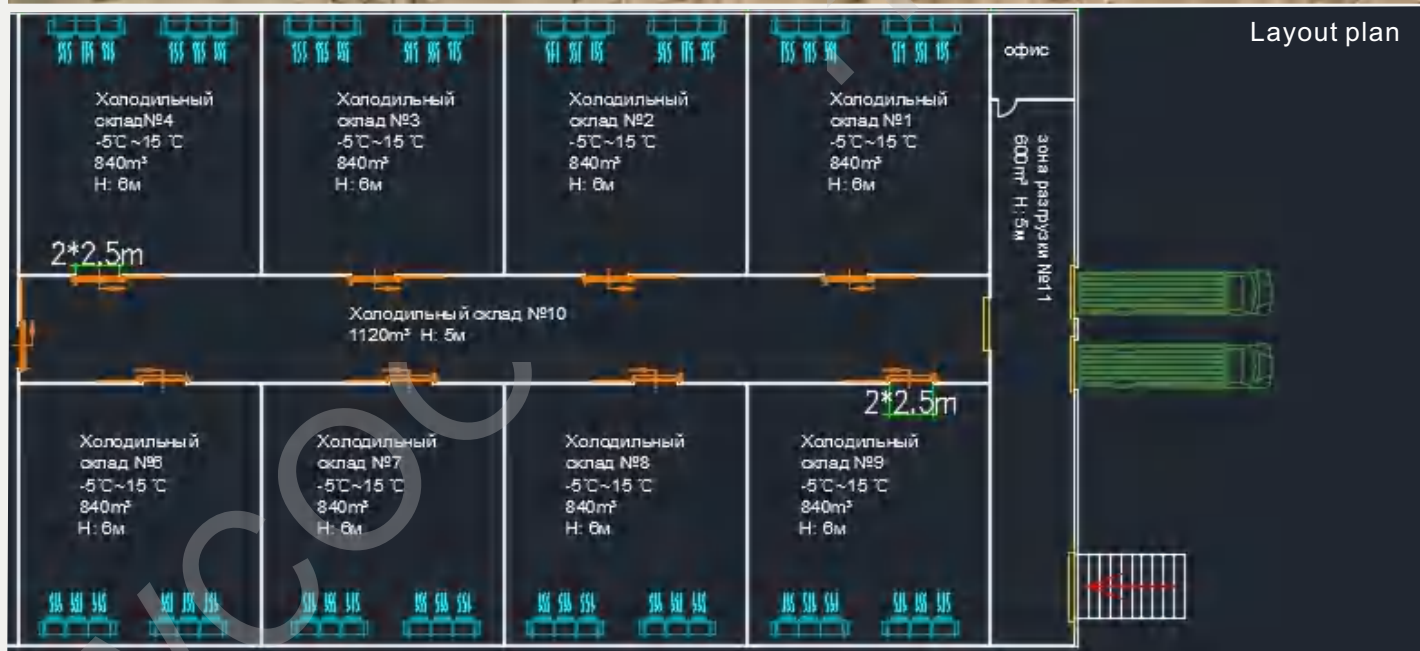 Layout plan
офис
Холодильный
склад№4
-5℃~15 ℃
840m³
H: 6м
Холодильный
склад №3
-5℃~15 ℃
840m³
H: 6м
Холодильный
склад №2
-5℃~15 ℃
840m³
H: 6м
Холодильный
склад №1
-5℃~15 ℃
840m³
H: 6м
зона разгрузки №11
600m³ H:5м
2*2.5m
Холодильный склад №10
1120m³ H: 5м
2*2.5m
Холодильный
склад №6
-5℃~15 ℃
840m³
H: 6м
Холодильный
склад №7
-5℃~15 ℃
840m³
H: 6м
Холодильный
склад №8
-5℃~15 ℃
840m³
H: 6м
Холодильный
склад №9
-5℃~15 ℃
840m³
H: 6м